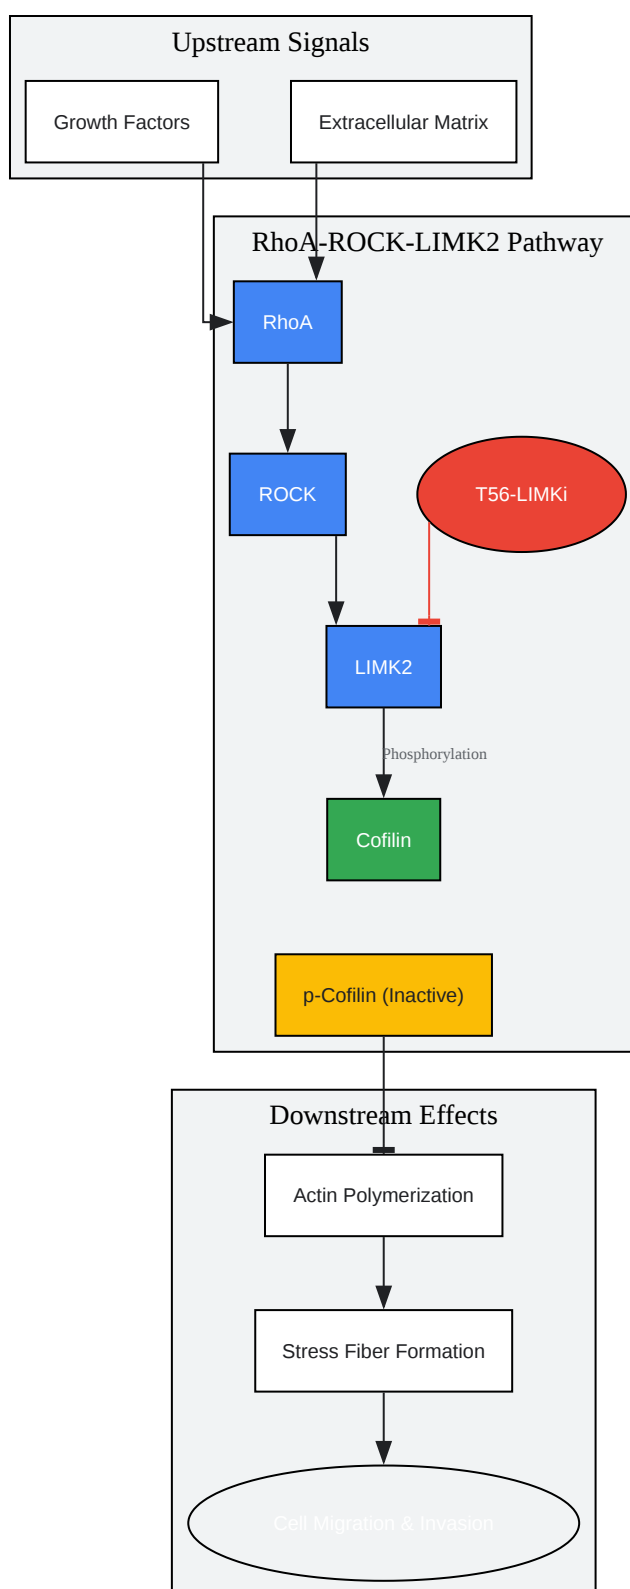 Upstream Signals
Growth Factors
Extracellular Matrix
RhoA-ROCK-LIMK2 Pathway
RhoA
ROCK
T56-LIMKi
LIMK2
Phosphorylation
Cofilin
p-Cofilin (Inactive)
Downstream Effects
Actin Polymerization
Stress Fiber Formation
Cell Migration & Invasion